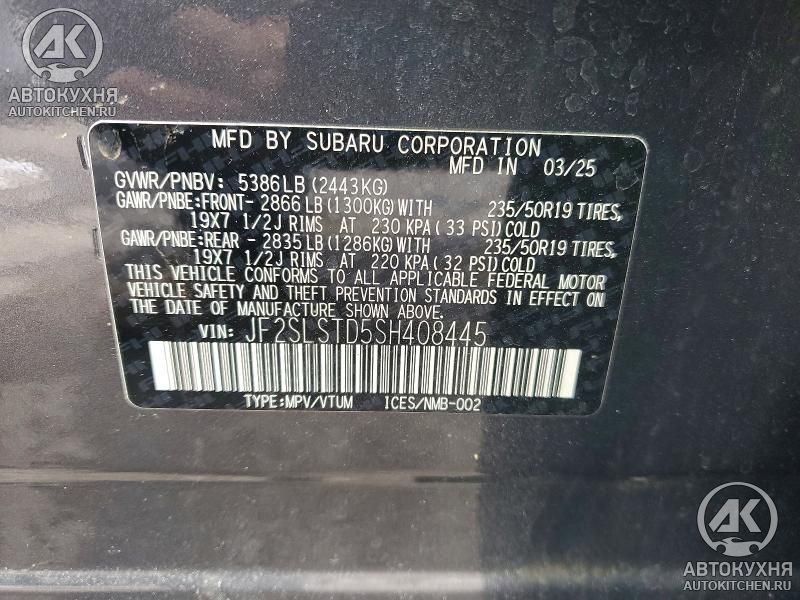 AK
АВТОКУХНЯ
AUTOKITCHEN.RU
MFD BY SUBARU CORPORATION
MFD IN 03/25
GVWR/PNBV: 5386LB(2443KG)
GAWR/PNBE:FRONT- 2866LB(1300KG)WITH 235/50R19 TIRES,
19X7 1/2J RIMS AT 230 KPA(33 PSI)COLD
GAWR/PNBE:REAR - 2835LB(1286KG)WITH 235/50R19 TIRES,
19X7 1/2J RIMS AT 220 KPA(32 PSI)COLD
THIS VEHICLE CONFORMS TO ALL APPLICABLE FEDERAL MOTOR
VEHICLE SAFETY AND THEFT PREVENTION STANDARDS IN EFFECT ON
THE DATE OF MANUFACTURE SHOWN ABOVE.
VIN: JF2SLSTD5SH408445
TYPE:MPV/VTUM ICES/NMB-002
AK
АВТОКУХНЯ
AUTOKITCHEN.RU